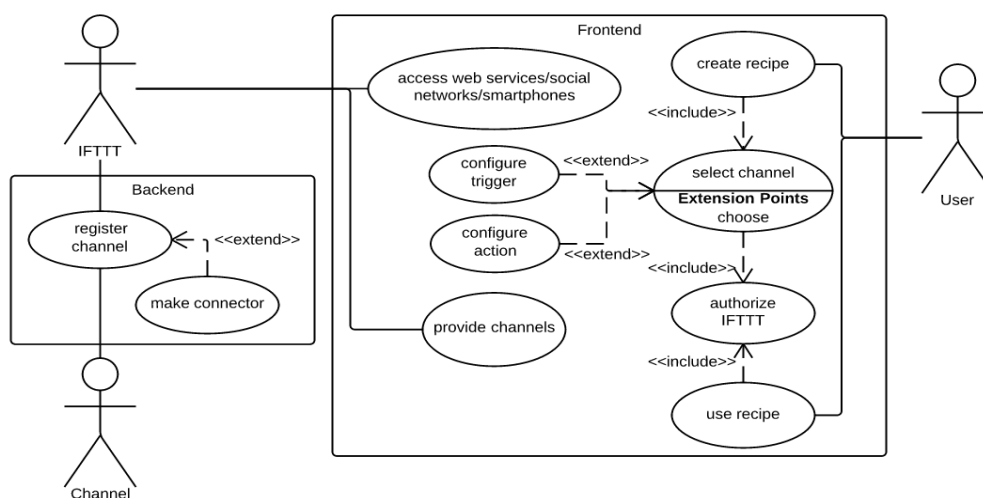 Frontend
access web services/social
networks/smartphones
create recipe
<<include>>
IFTTT
configure
trigger
<<extend>>
select channel
Extension Points
choose
User
Backend
register
channel
<<extend>>
configure
action
<<extend>>
<<include>>
make connector
authorize
IFTTT
provide channels
<<include>>
use recipe
Channel